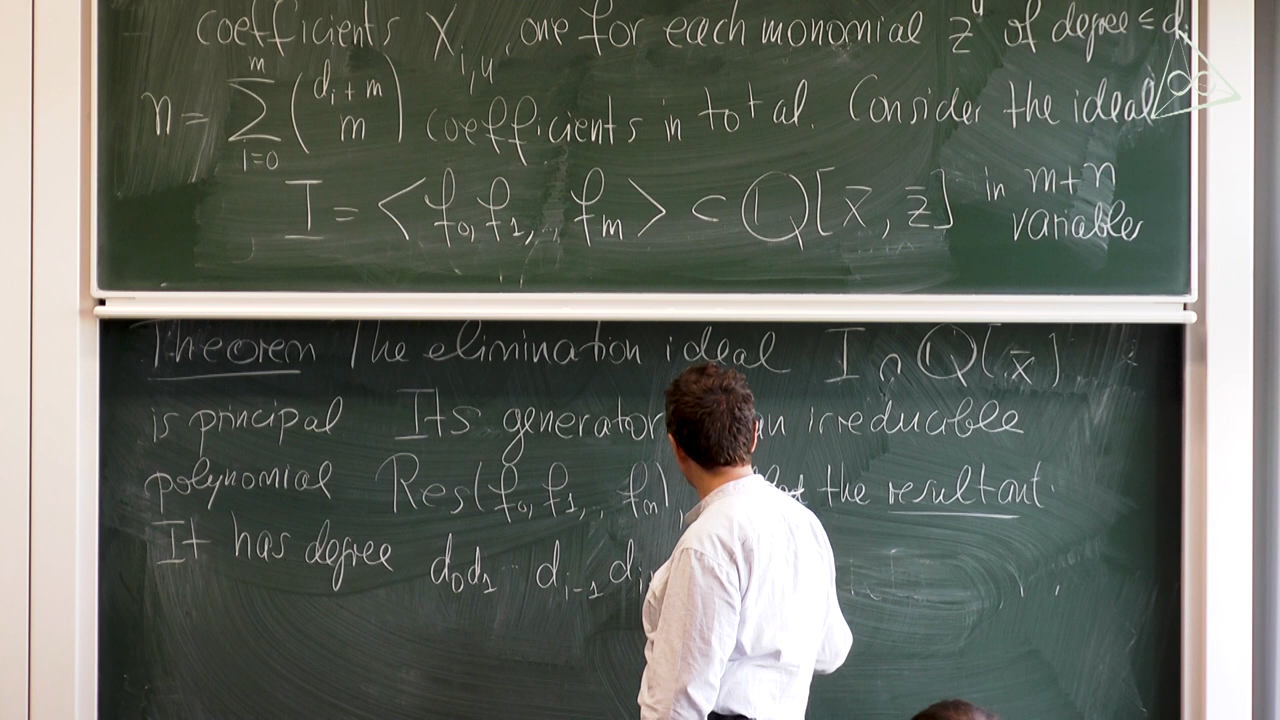 coefficients X_{i,u}, one for each monomial z^u of degree ≤ d_i
n = \sum_{i=0}^{m} \binom{d_i+m}{m} coefficients in total. Consider the ideal
I = <f_0, f_1, .. f_m> ⊂ Q[x̄, z̄] in m+n variables
Theorem The elimination ideal I ∩ Q[x̄]
is principal Its generator an irreducible
polynomial Res(f_0, f_1, , f_m), the resultant.
It has degree d_0 d_1 .. d_{i-1} d_i